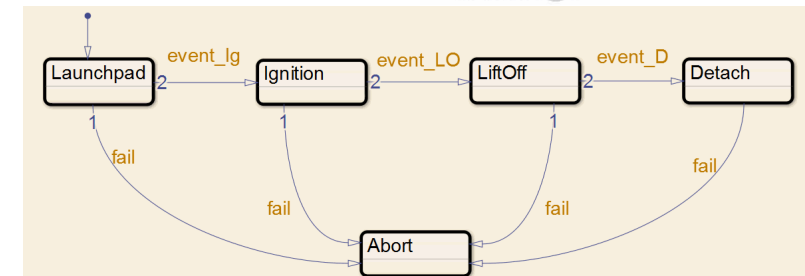 event_Ig
event_LO
event_D
Launchpad
2
Ignition
2
LiftOff
2
Detach
1
1
1
fail
fail
fail
fail
Abort